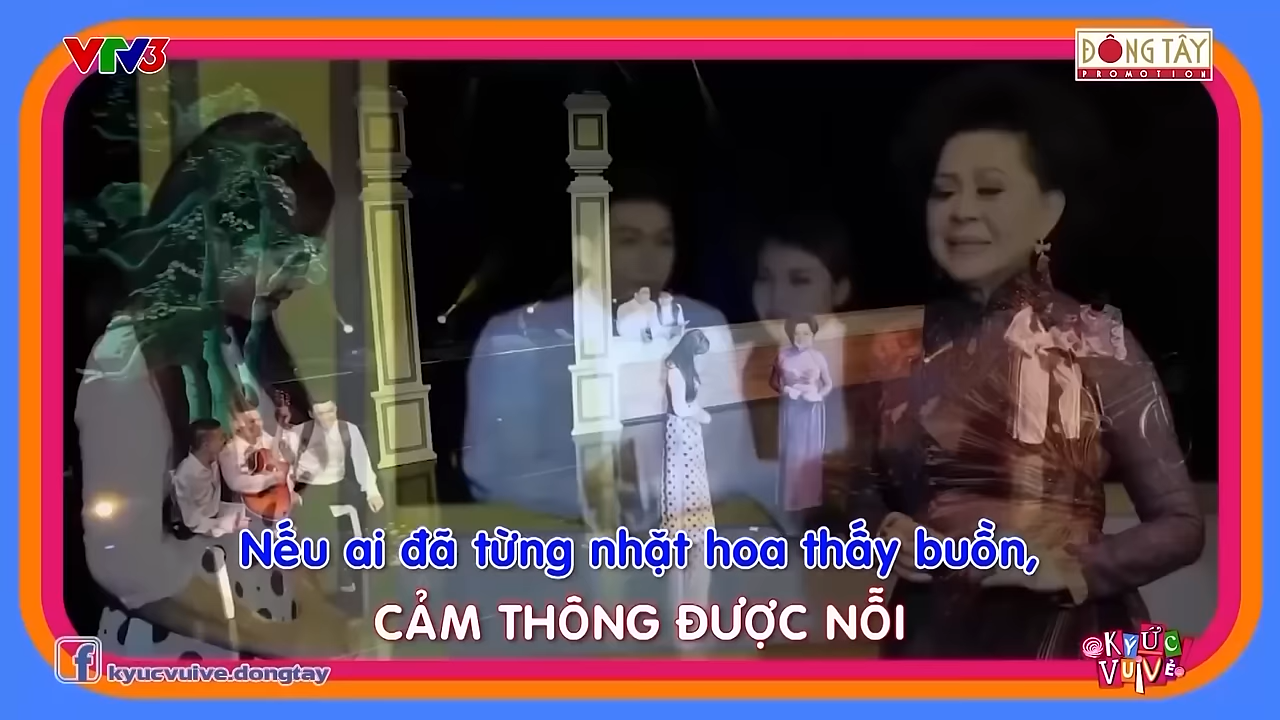 VTV3
ĐÔNG TÂY
PROMOTION
Nếu ai đã từng nhặt hoa thấy buồn,
CẢM THÔNG ĐƯỢC NỖI
f kyucvuive.dongtay
KÝ ỨC
VUI VẺ